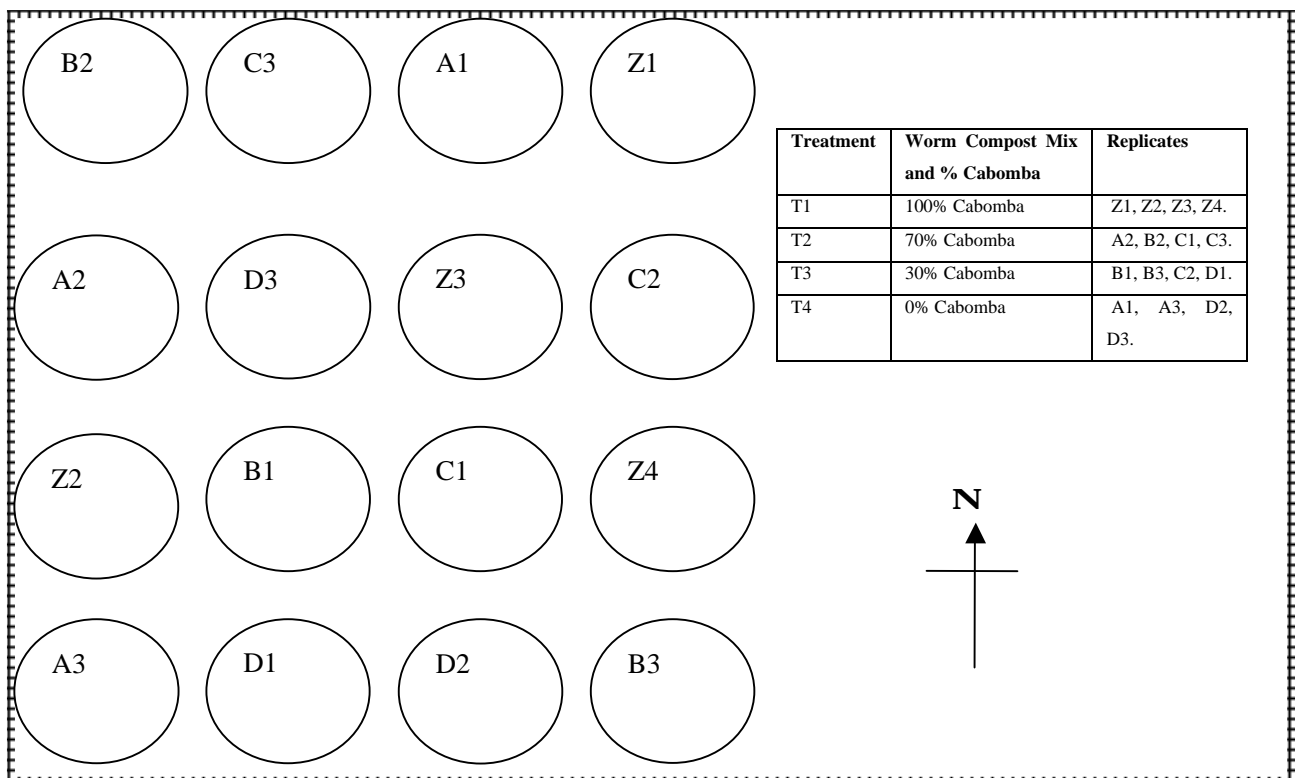 B2 C3 A1 Z1
Treatment Worm Compost Mix Replicates
and % Cabomba
T1 100% Cabomba Z1, Z2, Z3, Z4.
T2 70% Cabomba A2, B2, C1, C3.
T3 30% Cabomba B1, B3, C2, D1.
T4 0% Cabomba A1, A3, D2,
D3.
A2 D3 Z3 C2
Z2 B1 C1 Z4
N
A3 D1 D2 B3